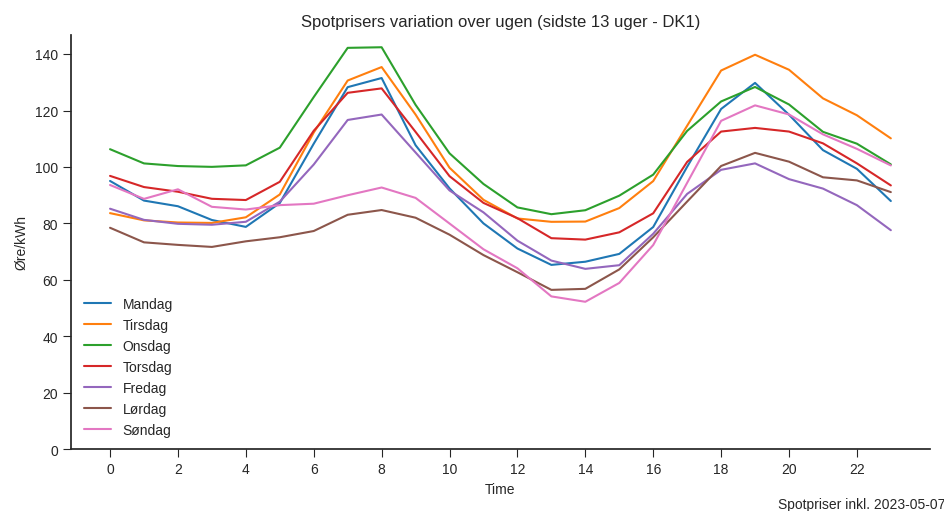 Spotprisers variation over ugen (sidste 13 uger - DK1)
140
120
100
80
60
40
20
0
Øre/kWh
Mandag
Tirsdag
Onsdag
Torsdag
Fredag
Lørdag
Søndag
0 2 4 6 8 10 12 14 16 18 20 22
Time
Spotpriser inkl. 2023-05-07